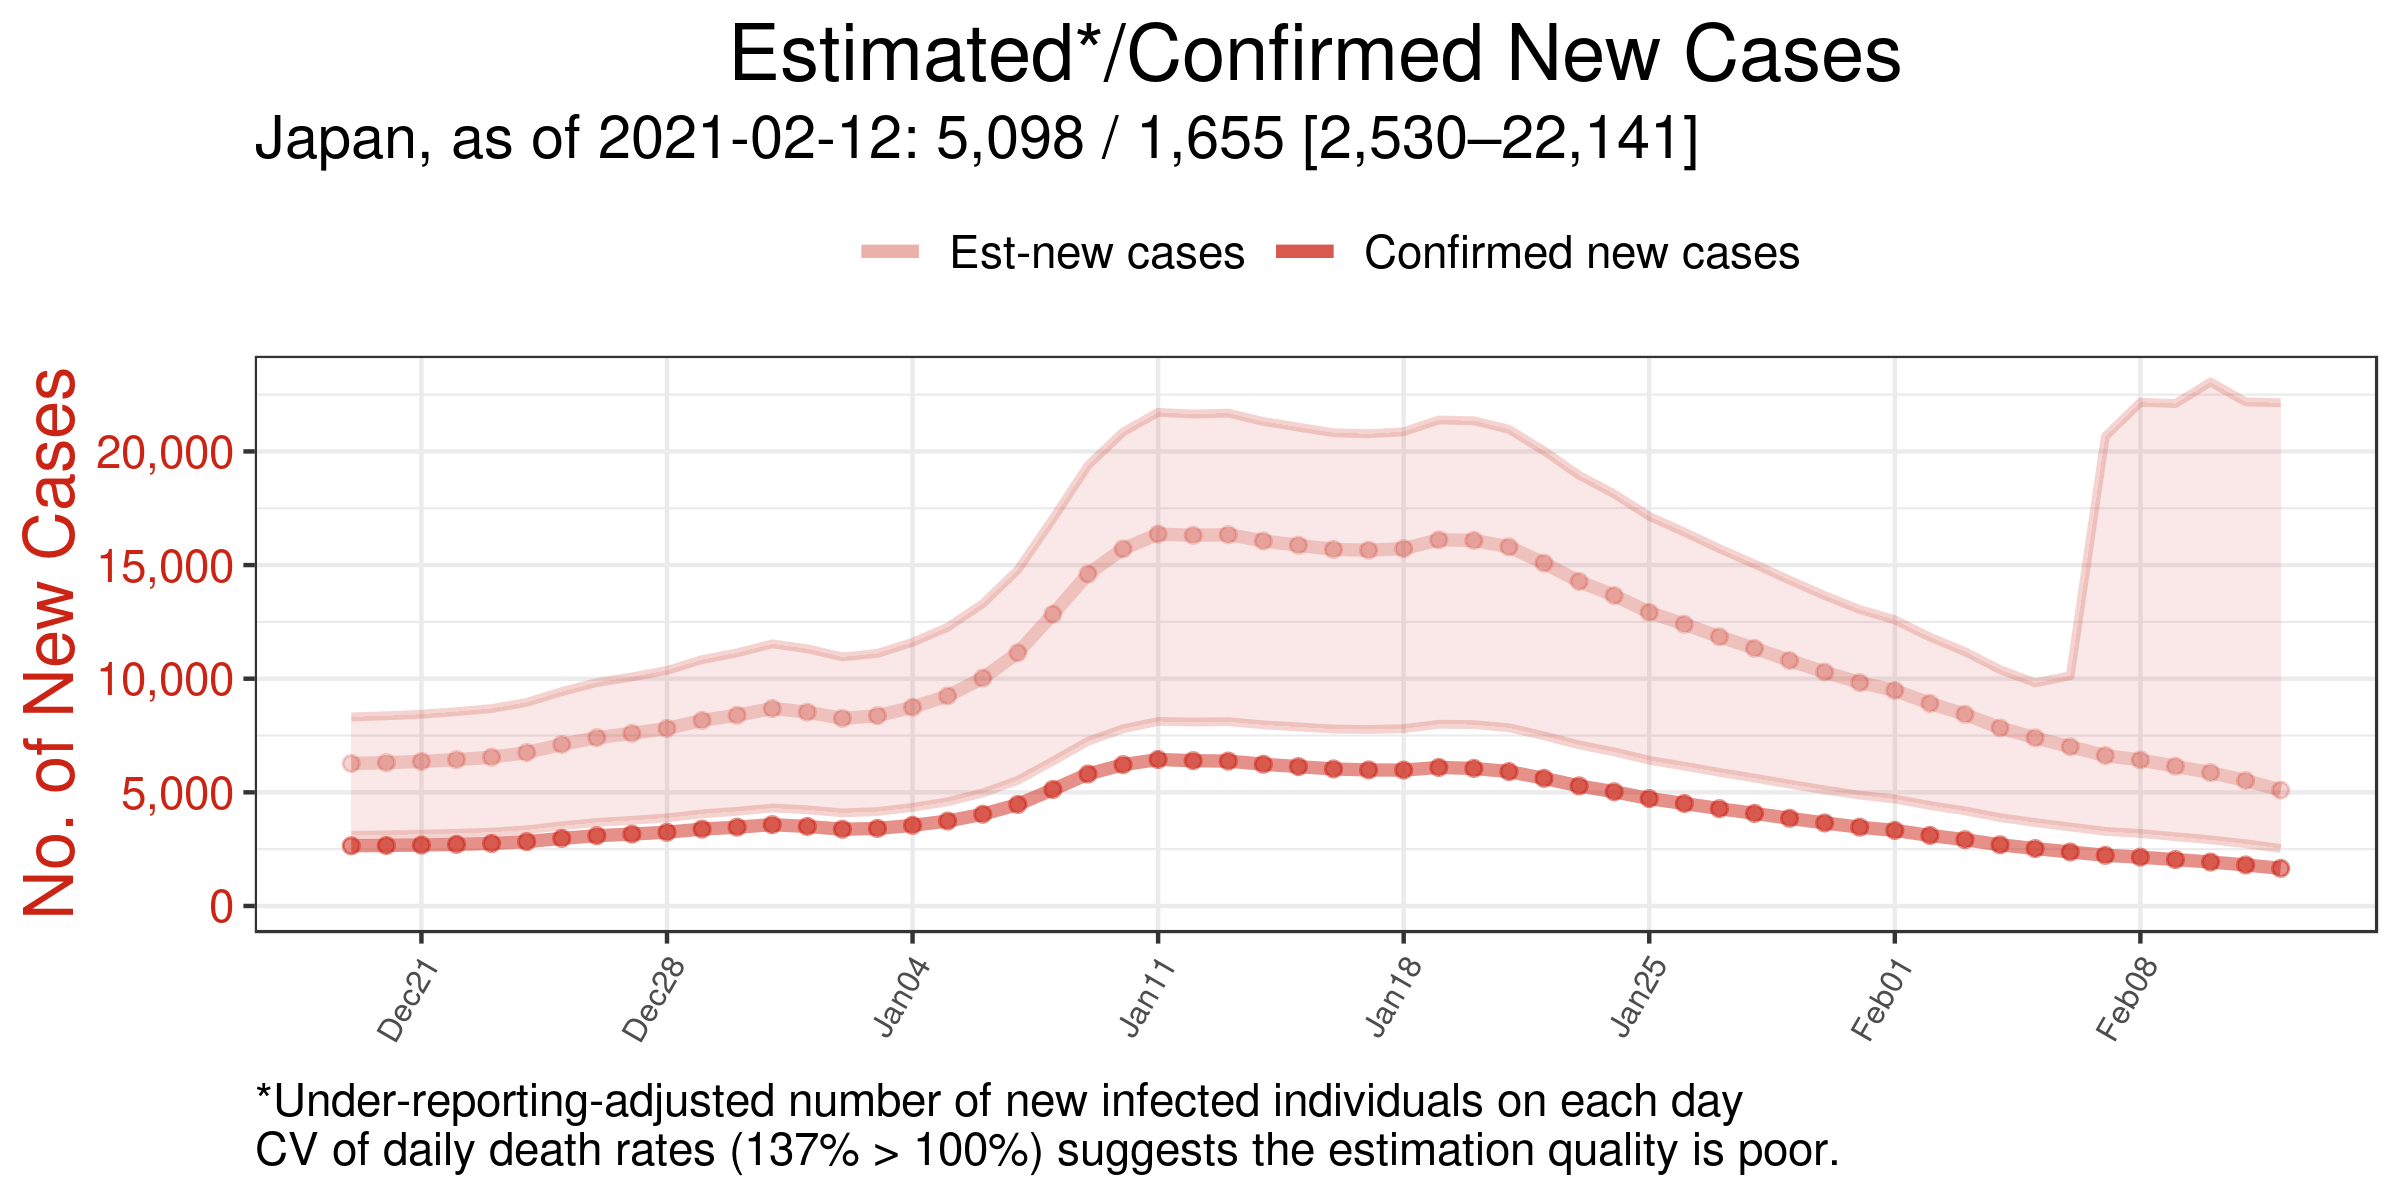 Estimated*/Confirmed New Cases
Japan, as of 2021-02-12: 5,098 / 1,655 [2,530–22,141]
Est-new cases
Confirmed new cases
No. of New Cases
20,000
15,000
10,000
5,000
0
Dec21
Dec28
Jan04
Jan11
Jan18
Jan25
Feb01
Feb08
*Under-reporting-adjusted number of new infected individuals on each day
CV of daily death rates (137% > 100%) suggests the estimation quality is poor.